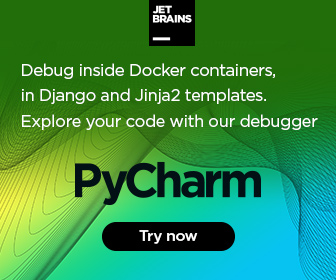 JET
BRAINS
Debug inside Docker containers,
in Django and Jinja2 templates.
Explore your code with our debugger
PyCharm
Try now